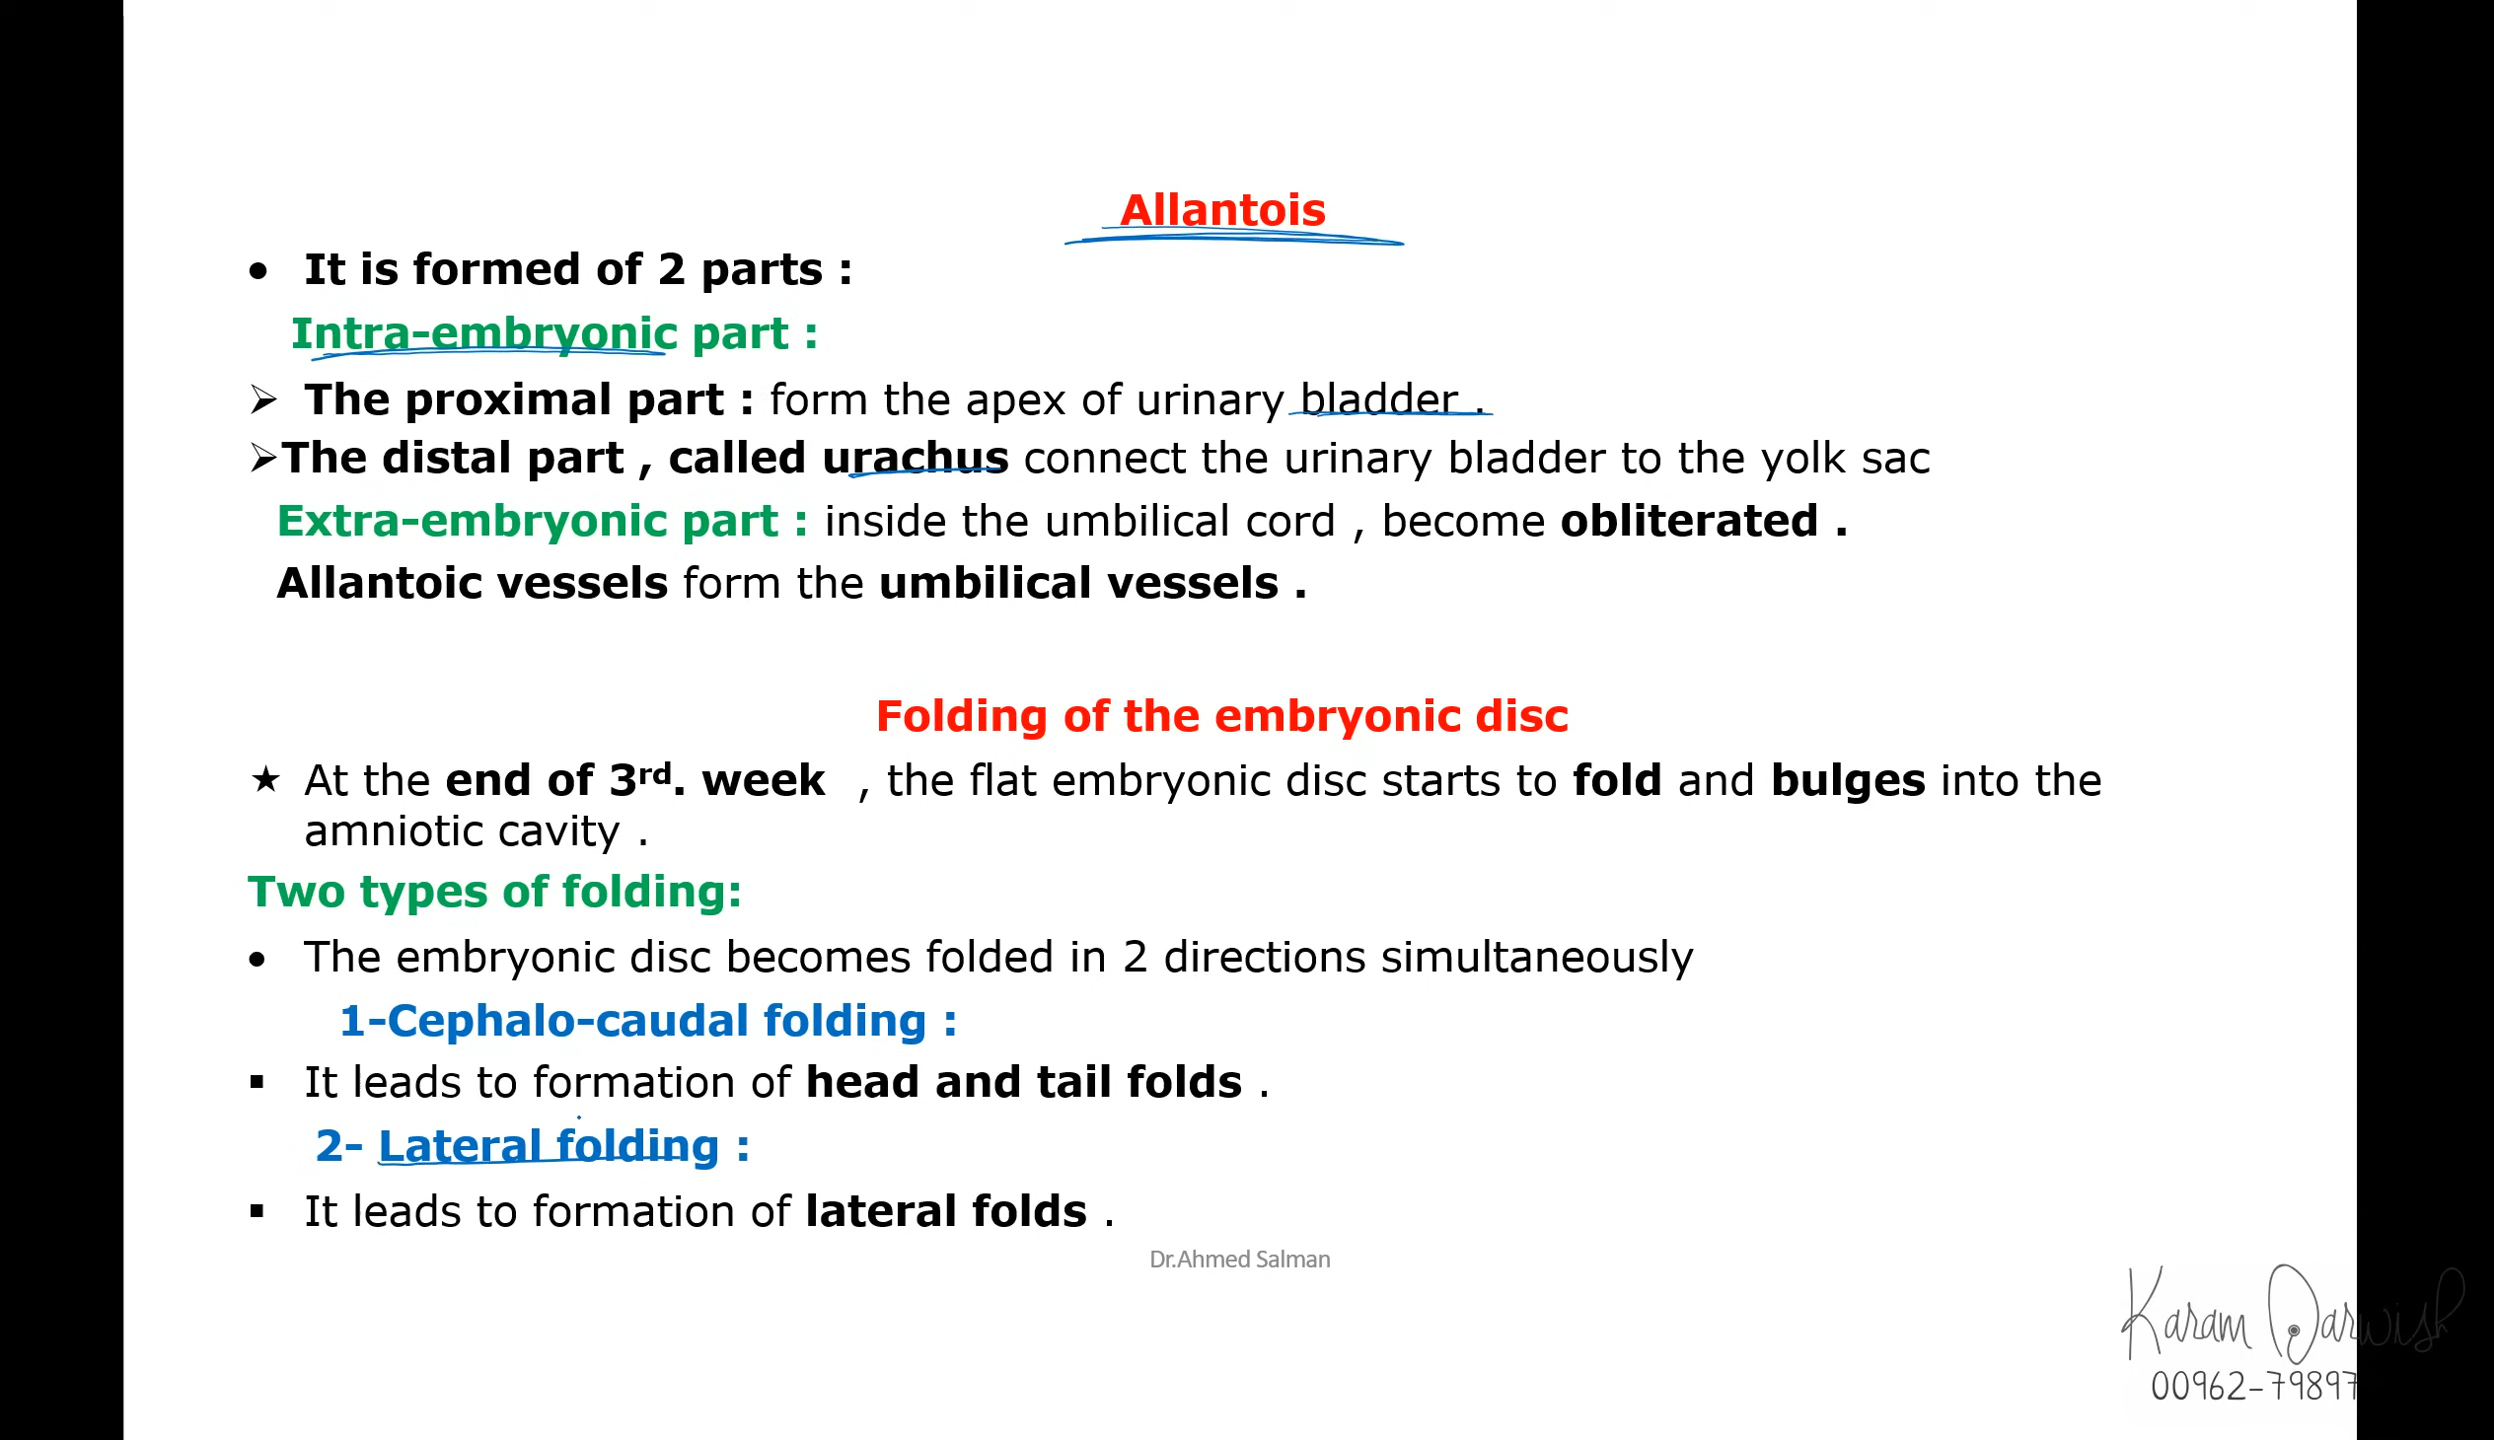 Allantois
• It is formed of 2 parts :
Intra-embryonic part :
➢ The proximal part : form the apex of urinary bladder .
➢The distal part , called urachus connect the urinary bladder to the yolk sac
Extra-embryonic part : inside the umbilical cord , become obliterated .
Allantoic vessels form the umbilical vessels .
Folding of the embryonic disc
★ At the end of 3rd. week , the flat embryonic disc starts to fold and bulges into the
amniotic cavity .
Two types of folding:
• The embryonic disc becomes folded in 2 directions simultaneously
1-Cephalo-caudal folding :
▪ It leads to formation of head and tail folds .
2- Lateral folding :
▪ It leads to formation of lateral folds .
Dr.Ahmed Salman
Karam Darwish
00962-79897